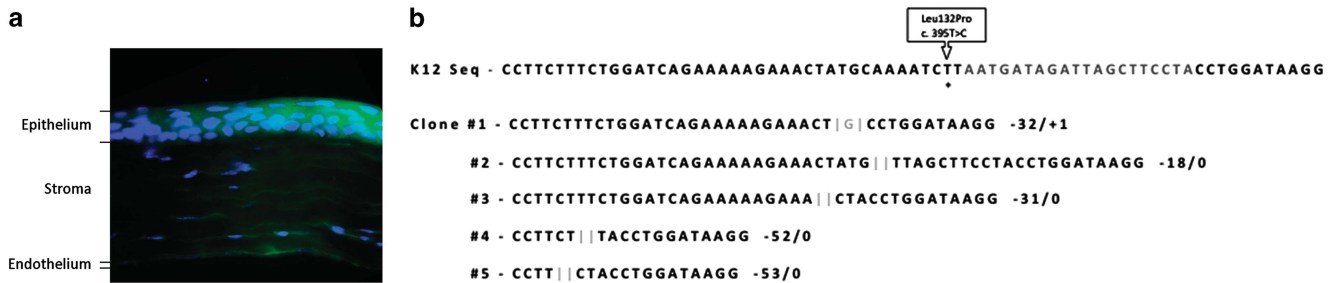 a
Epithelium
Stroma
Endothelium
b
Leu132Pro
c. 395T>C
K12 Seq - CCTTCTTTCTGGATCAGAAAAAGAAACTATGCAAAATCTTAATGATAGATTAGCTTCCTACCTGGATAAGG
*
Clone #1 - CCTTCTTTCTGGATCAGAAAAAGAAACT|G|CCTGGATAAGG -32/+1
#2 - CCTTCTTTCTGGATCAGAAAAAGAAACTATG||TTAGCTTCCTACCTGGATAAGG -18/0
#3 - CCTTCTTTCTGGATCAGAAAAAGAAA||CTACCTGGATAAGG -31/0
#4 - CCTTCT||TACCTGGATAAGG -52/0
#5 - CCTT||CTACCTGGATAAGG -53/0